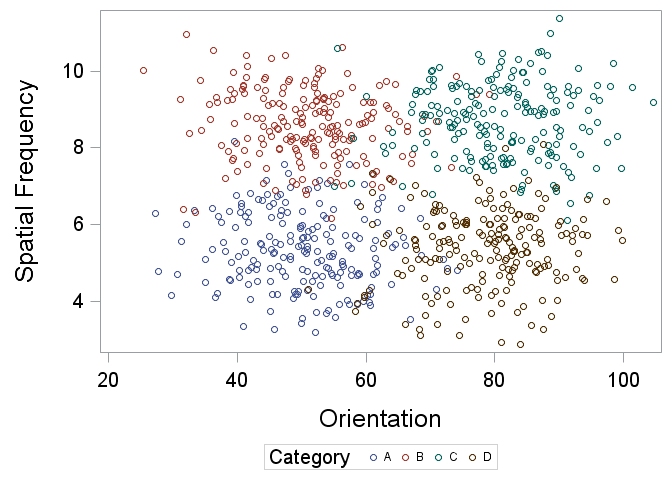 10
8
6
4
Spatial Frequency
20 40 60 80 100
Orientation
Category A B C D